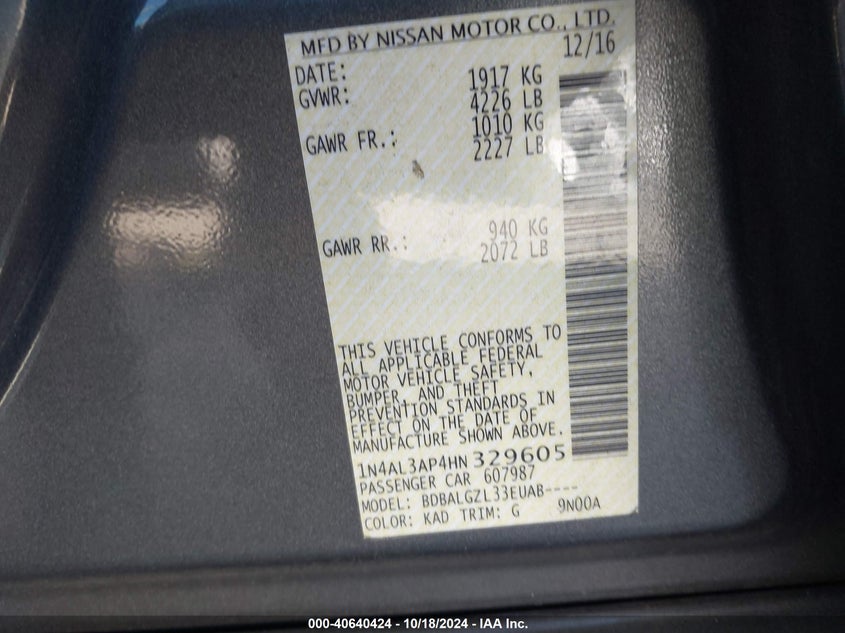 MFD BY NISSAN MOTOR CO., LTD.
DATE: 12/16
GVWR: 1917 KG
4226 LB
GAWR FR.: 1010 KG
2227 LB
GAWR RR.: 940 KG
2072 LB
THIS VEHICLE CONFORMS TO
ALL APPLICABLE FEDERAL
MOTOR VEHICLE SAFETY,
BUMPER, AND THEFT
PREVENTION STANDARDS IN
EFFECT ON THE DATE OF
MANUFACTURE SHOWN ABOVE.
1N4AL3AP4HN 329605
PASSENGER CAR 607987
MODEL: BDBALGZL33EUAB----
COLOR: KAD TRIM: G 9N00A
000-40640424 - 10/18/2024 - IAA Inc.